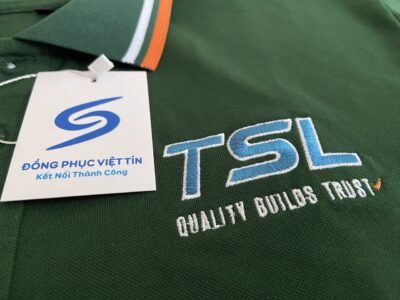 ĐỒNG PHỤC VIỆT TÍN
Kết Nối Thành Công
TSL
QUALITY BUILDS TRUST